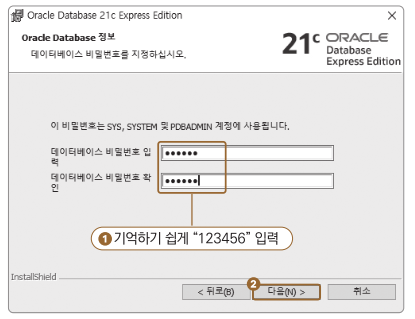 Oracle Database 21c Express Edition
Oracle Database 정보
데이터베이스 비밀번호를 지정하십시오.
21c ORACLE
Database
Express Edition
이 비밀번호는 SYS, SYSTEM 및 PDBADMIN 계정에 사용됩니다.
데이터베이스 비밀번호 입
력
••••••
데이터베이스 비밀번호 확
인
••••••
1 기억하기 쉽게 “123456” 입력
InstallShield
2
< 뒤로(B) 다음(N) > 취소